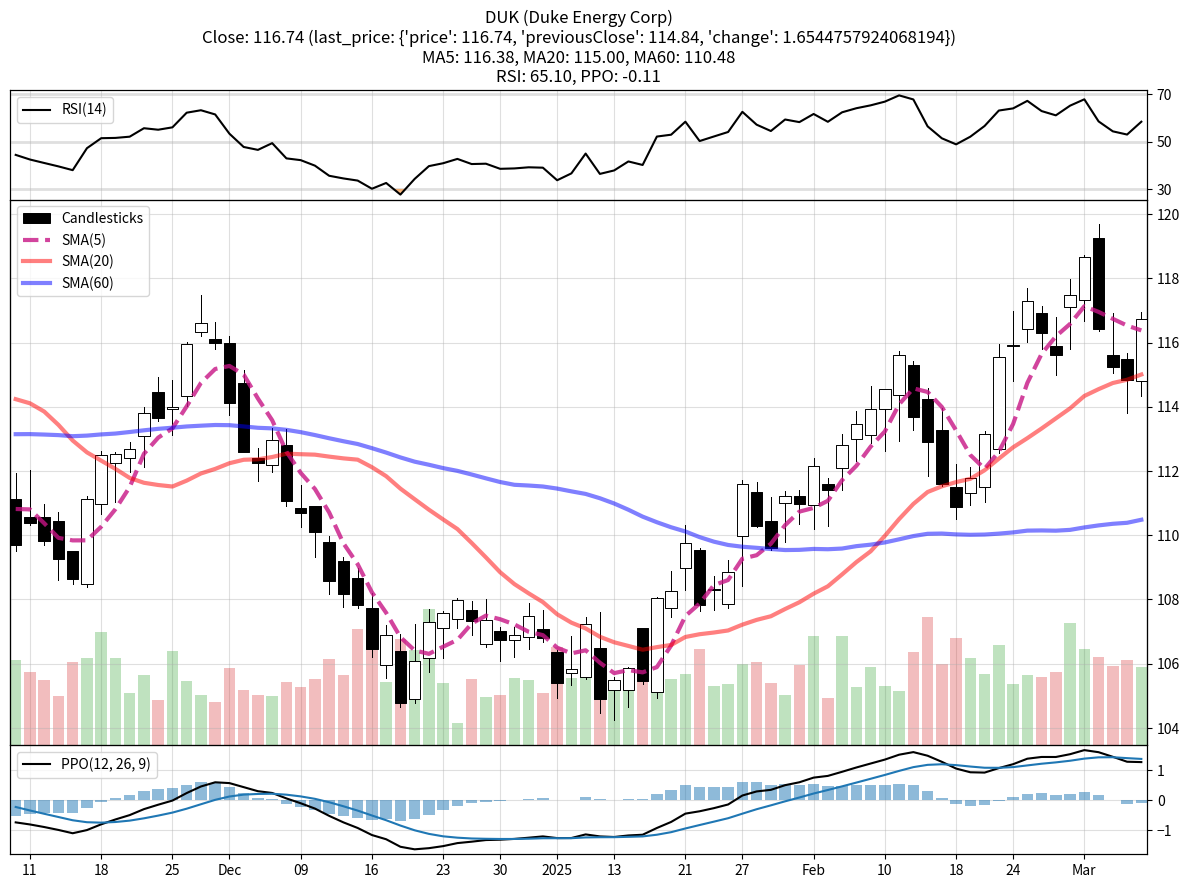 DUK (Duke Energy Corp)
Close: 116.74 (last_price: {'price': 116.74, 'previousClose': 114.84, 'change': 1.6544757924068194})
MA5: 116.38, MA20: 115.00, MA60: 110.48
RSI: 65.10, PPO: -0.11
RSI(14)
70
50
30
Candlesticks
SMA(5)
SMA(20)
SMA(60)
120
118
116
114
112
110
108
106
104
PPO(12, 26, 9)
1
0
−1
11 18 25 Dec 09 16 23 30 2025 13 21 27 Feb 10 18 24 Mar